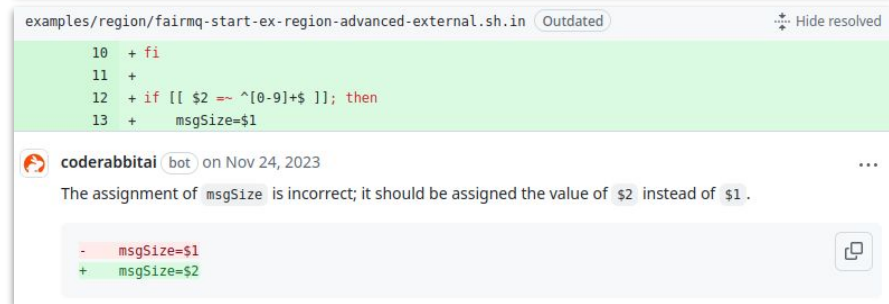 examples/region/fairmq-start-ex-region-advanced-external.sh.in Outdated Hide resolved
10 + fi
11 +
12 + if [[ $2 =~ ^[0-9]+$ ]]; then
13 +     msgSize=$1
coderabbitai bot on Nov 24, 2023 ...
The assignment of msgSize is incorrect; it should be assigned the value of $2 instead of $1.
-    msgSize=$1
+    msgSize=$2